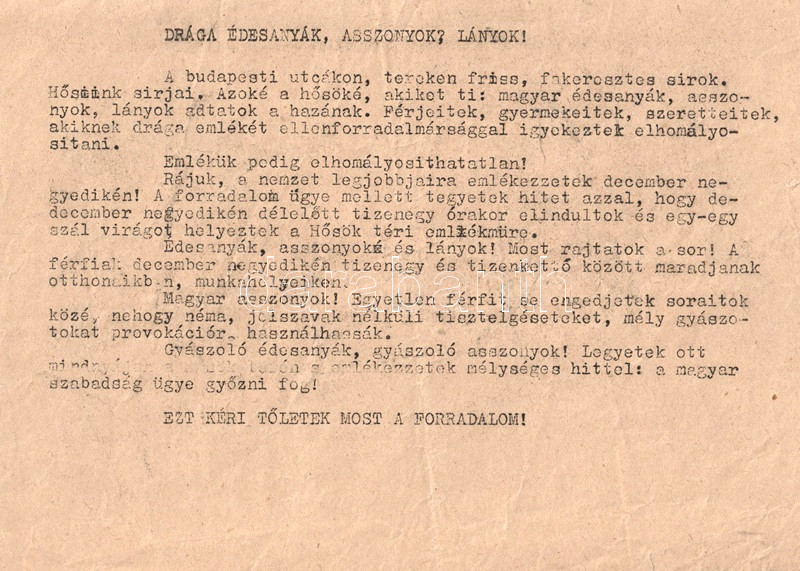 DRÁGA ÉDESANYÁK, ASSZONYOK? LÁNYOK!
A budapesti utcákon, tereken friss, fakeresztes sirok.
Hőseink sirjai. Azoké a hősöké, akiket ti: magyar édesanyák, asszo-
nyok, lányok adtatok a hazának. Férjeitek, gyermekeitek, szeretteitek,
akiknek drága emlékét ellenforradalmársággal igyekeztek elhomályo-
sitani.
Emlékük pedig elhomályosithatatlan!
Rájuk, a nemzet legjobbjaira emlékezzetek december ne-
gyedikén! A forradalom ügye mellett tegyetek hitet azzal, hogy de-
december negyedikén délelőtt tizenegy órakor elindultok és egy-egy
szál virágot helyeztek a Hősök téri emlékmüre.
Édesanyák, asszonyok és lányok! Most rajtatok a sor! A
férfiak december negyedikén tizenegy és tizenkettő között maradjanak
otthonaikban, munkahelyeiken.
Magyar asszonyok! Egyetlen férfit se engedjetek soraitok
közé, nehogy néma, jelszavak nélküli tisztelgéseteket, mély gyászo-
tokat provokációra használhassák.
Gyászoló édesanyák, gyászoló asszonyok! Legyetek ott
emlékezzetek mélységes hittel: a magyar
szabadság ügye győzni fog!
EZT KÉRI TŐLETEK MOST A FORRADALOM!